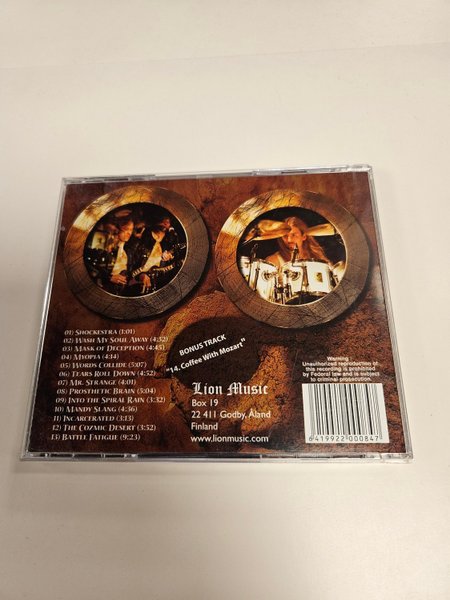 01) Shockestra (3:01)
02) Wash My Soul Away (4:32)
03) Mask of Deception (4:45)
04) Myopia (4:14)
05) Words Collide (5:07)
06) Tears Roll Down (4:52)
07) Mr. Strange (4:01)
08) Prosthetic Brain (5:04)
09) Into the Spiral Rain (3:32)
10) Mandy Slang (4:36)
11) Incarcerated (3:13)
12) The Cozmic Desert (3:52)
13) Battle Fatigue (9:23)
BONUS TRACK
"14. Coffee With Mozart"
Lion Music
Box 19
22 411 Godby, Åland
Finland
www.lionmusic.com
Warning
Unauthorized reproduction of
this recording is prohibited
by Federal law and is subject
to criminal prosecution.
6 419922 000847